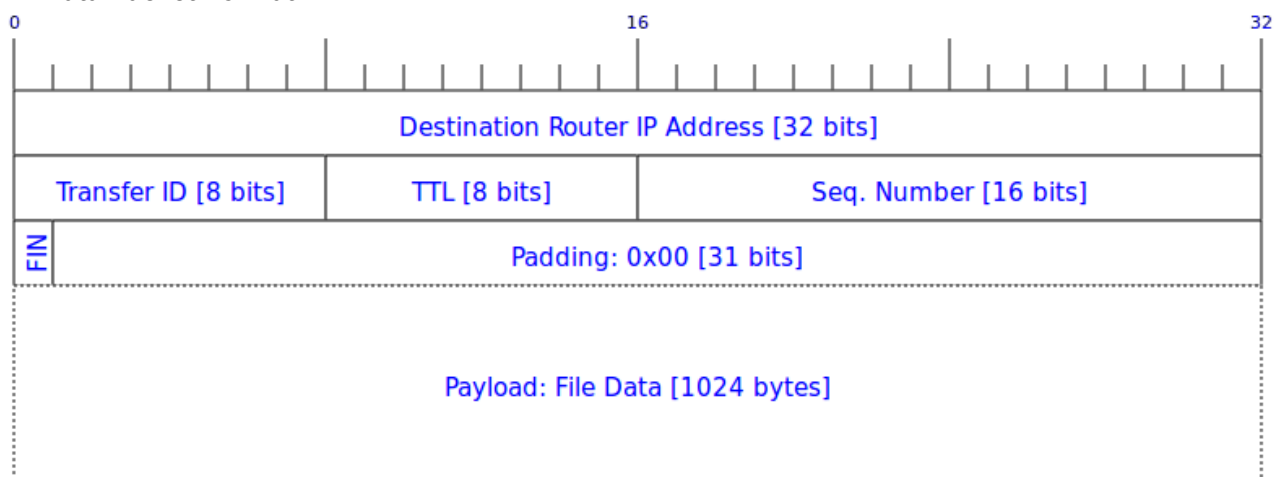 0 16 32
Destination Router IP Address [32 bits]
Transfer ID [8 bits] TTL [8 bits] Seq. Number [16 bits]
FIN Padding: 0x00 [31 bits]
Payload: File Data [1024 bytes]